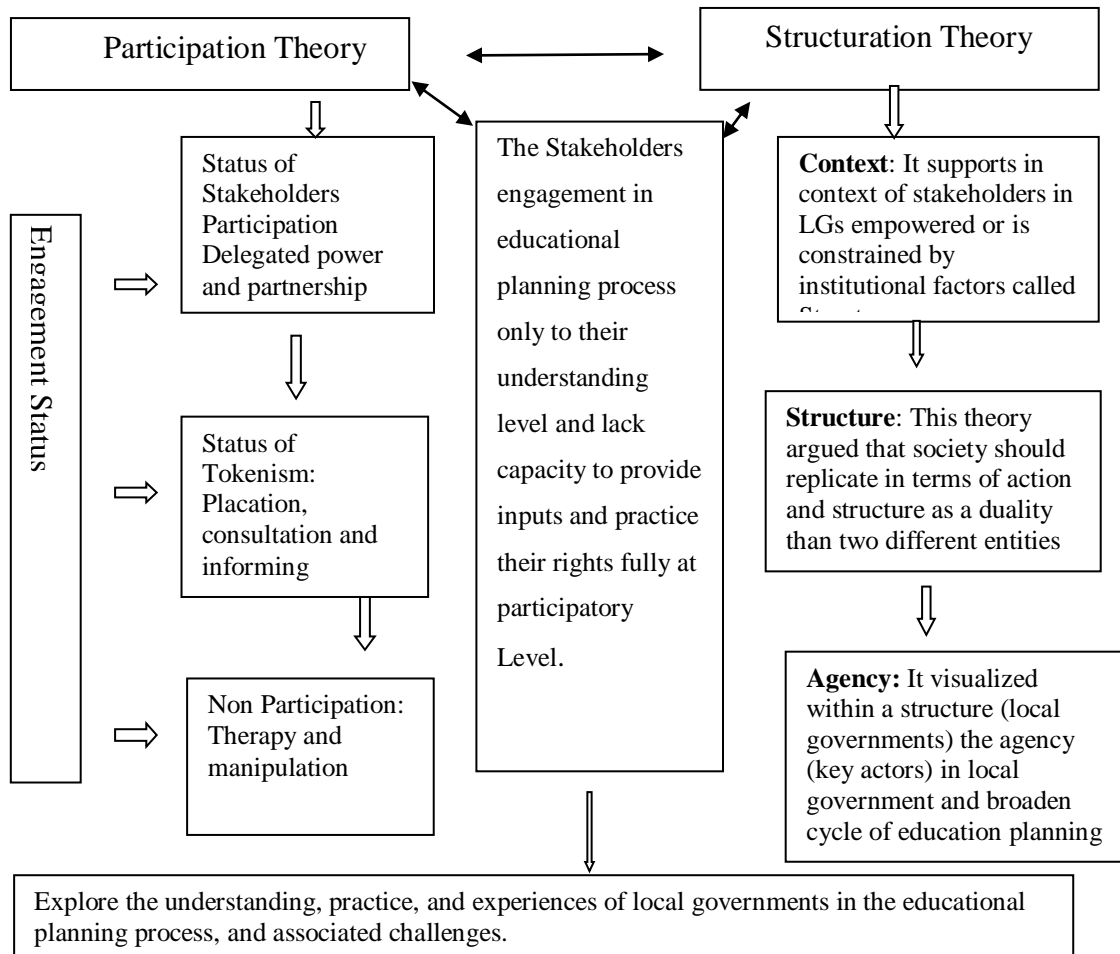 Participation Theory
Structuration Theory
Engagement Status
Status of
Stakeholders
Participation
Delegated power
and partnership
Status of
Tokenism:
Placation,
consultation and
informing
Non Participation:
Therapy and
manipulation
The Stakeholders
engagement in
educational
planning process
only to their
understanding
level and lack
capacity to provide
inputs and practice
their rights fully at
participatory
Level.
Context: It supports in
context of stakeholders in
LGs empowered or is
constrained by
institutional factors called
Structure: This theory
argued that society should
replicate in terms of action
and structure as a duality
than two different entities
Agency: It visualized
within a structure (local
governments) the agency
(key actors) in local
government and broaden
cycle of education planning
Explore the understanding, practice, and experiences of local governments in the educational
planning process, and associated challenges.